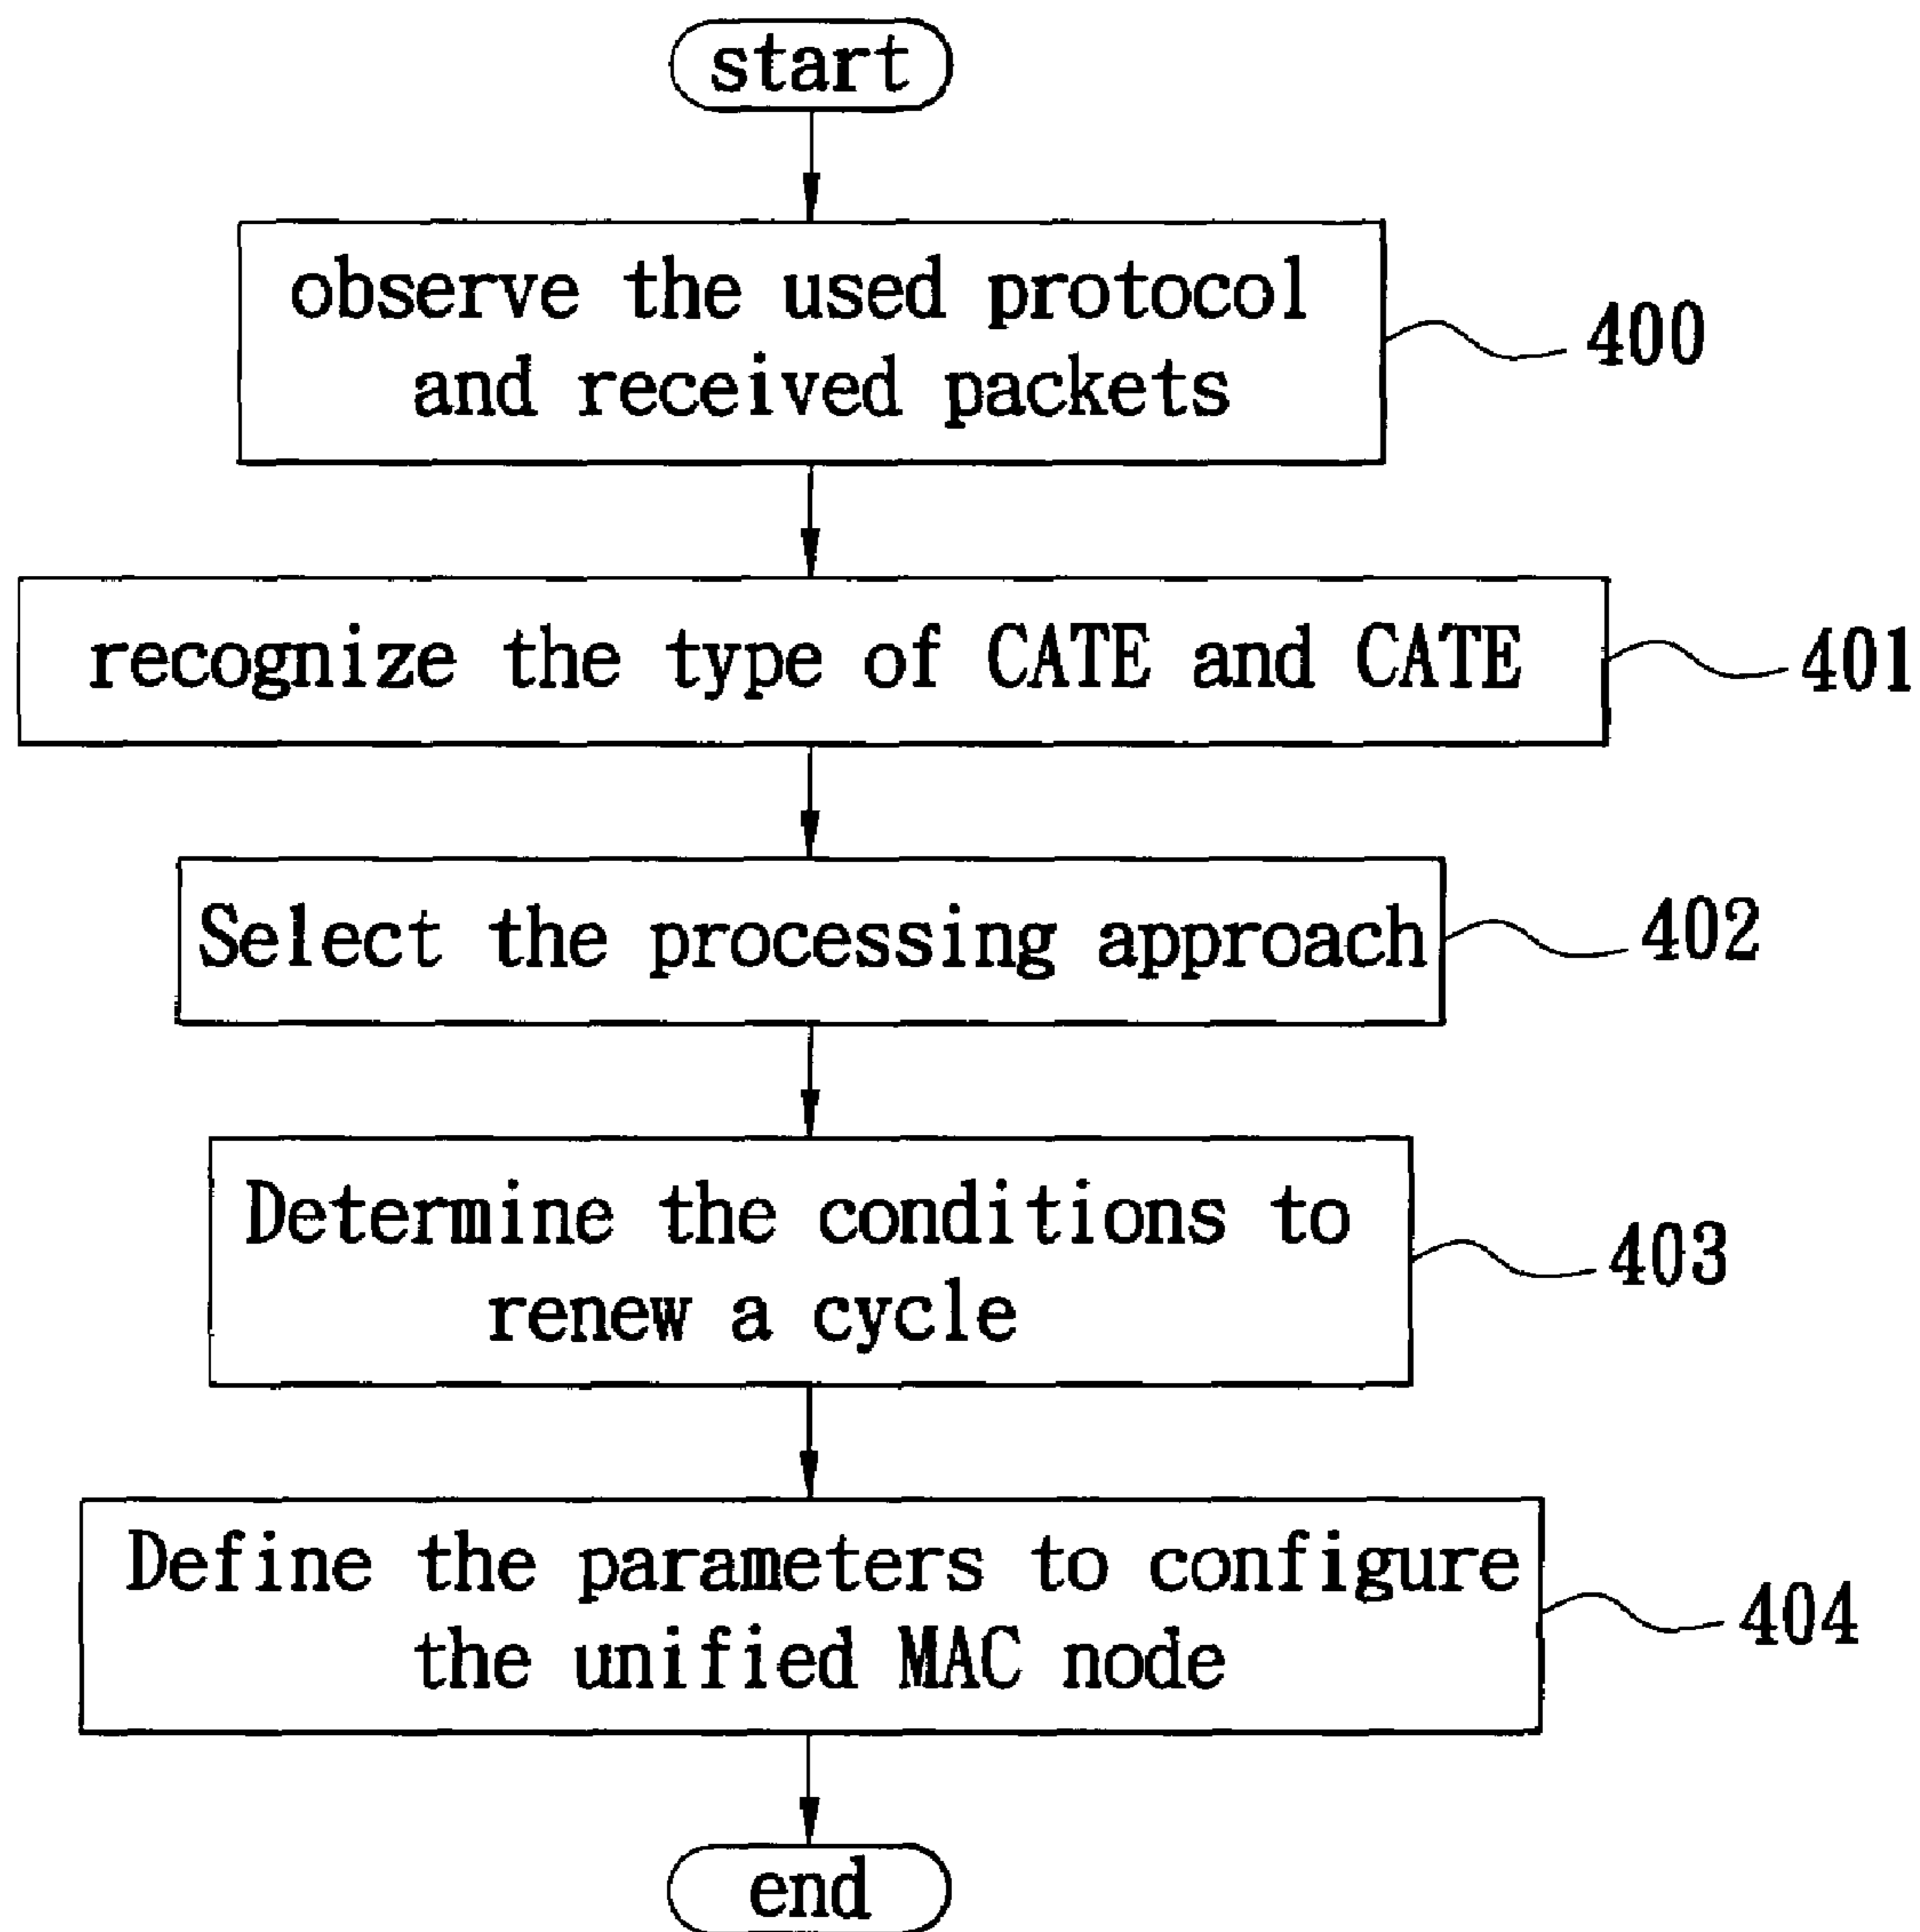 start
observe the used protocol
and received packets
400
recognize the type of CATE and CATE
401
Select the processing approach
402
Determine the conditions to
renew a cycle
403
Define the parameters to configure
the unified MAC node
404
end